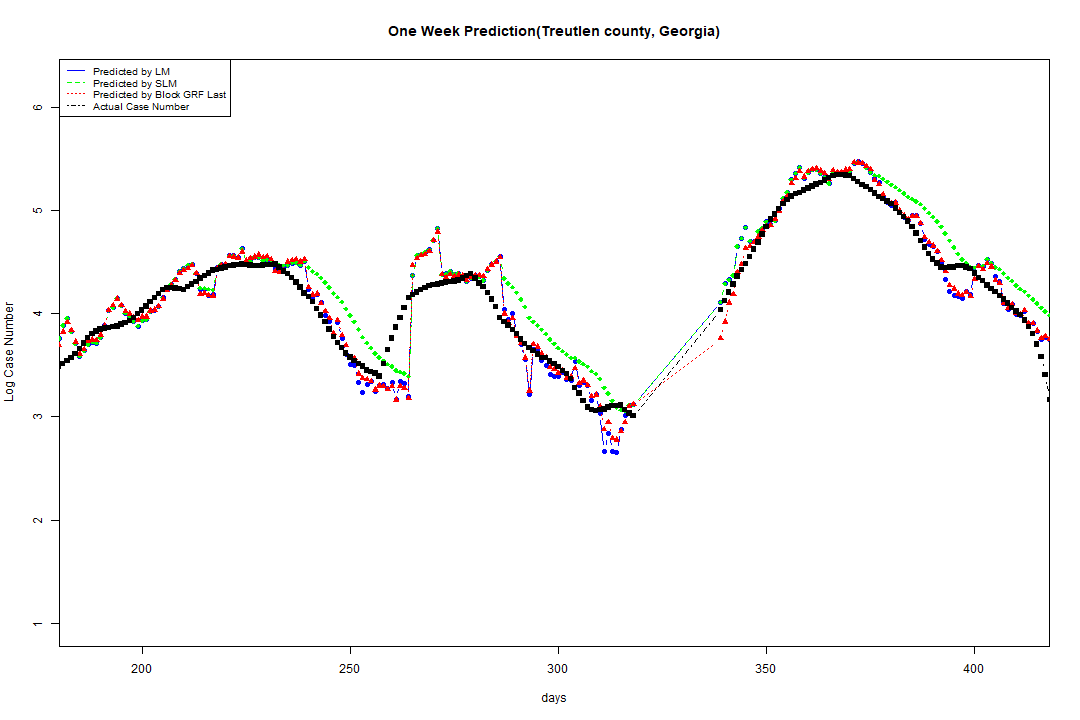 One Week Prediction(Treutlen county, Georgia)
Predicted by LM
Predicted by SLM
Predicted by Block GRF Last
Actual Case Number
Log Case Number
6
5
4
3
2
1
200 250 300 350 400
days